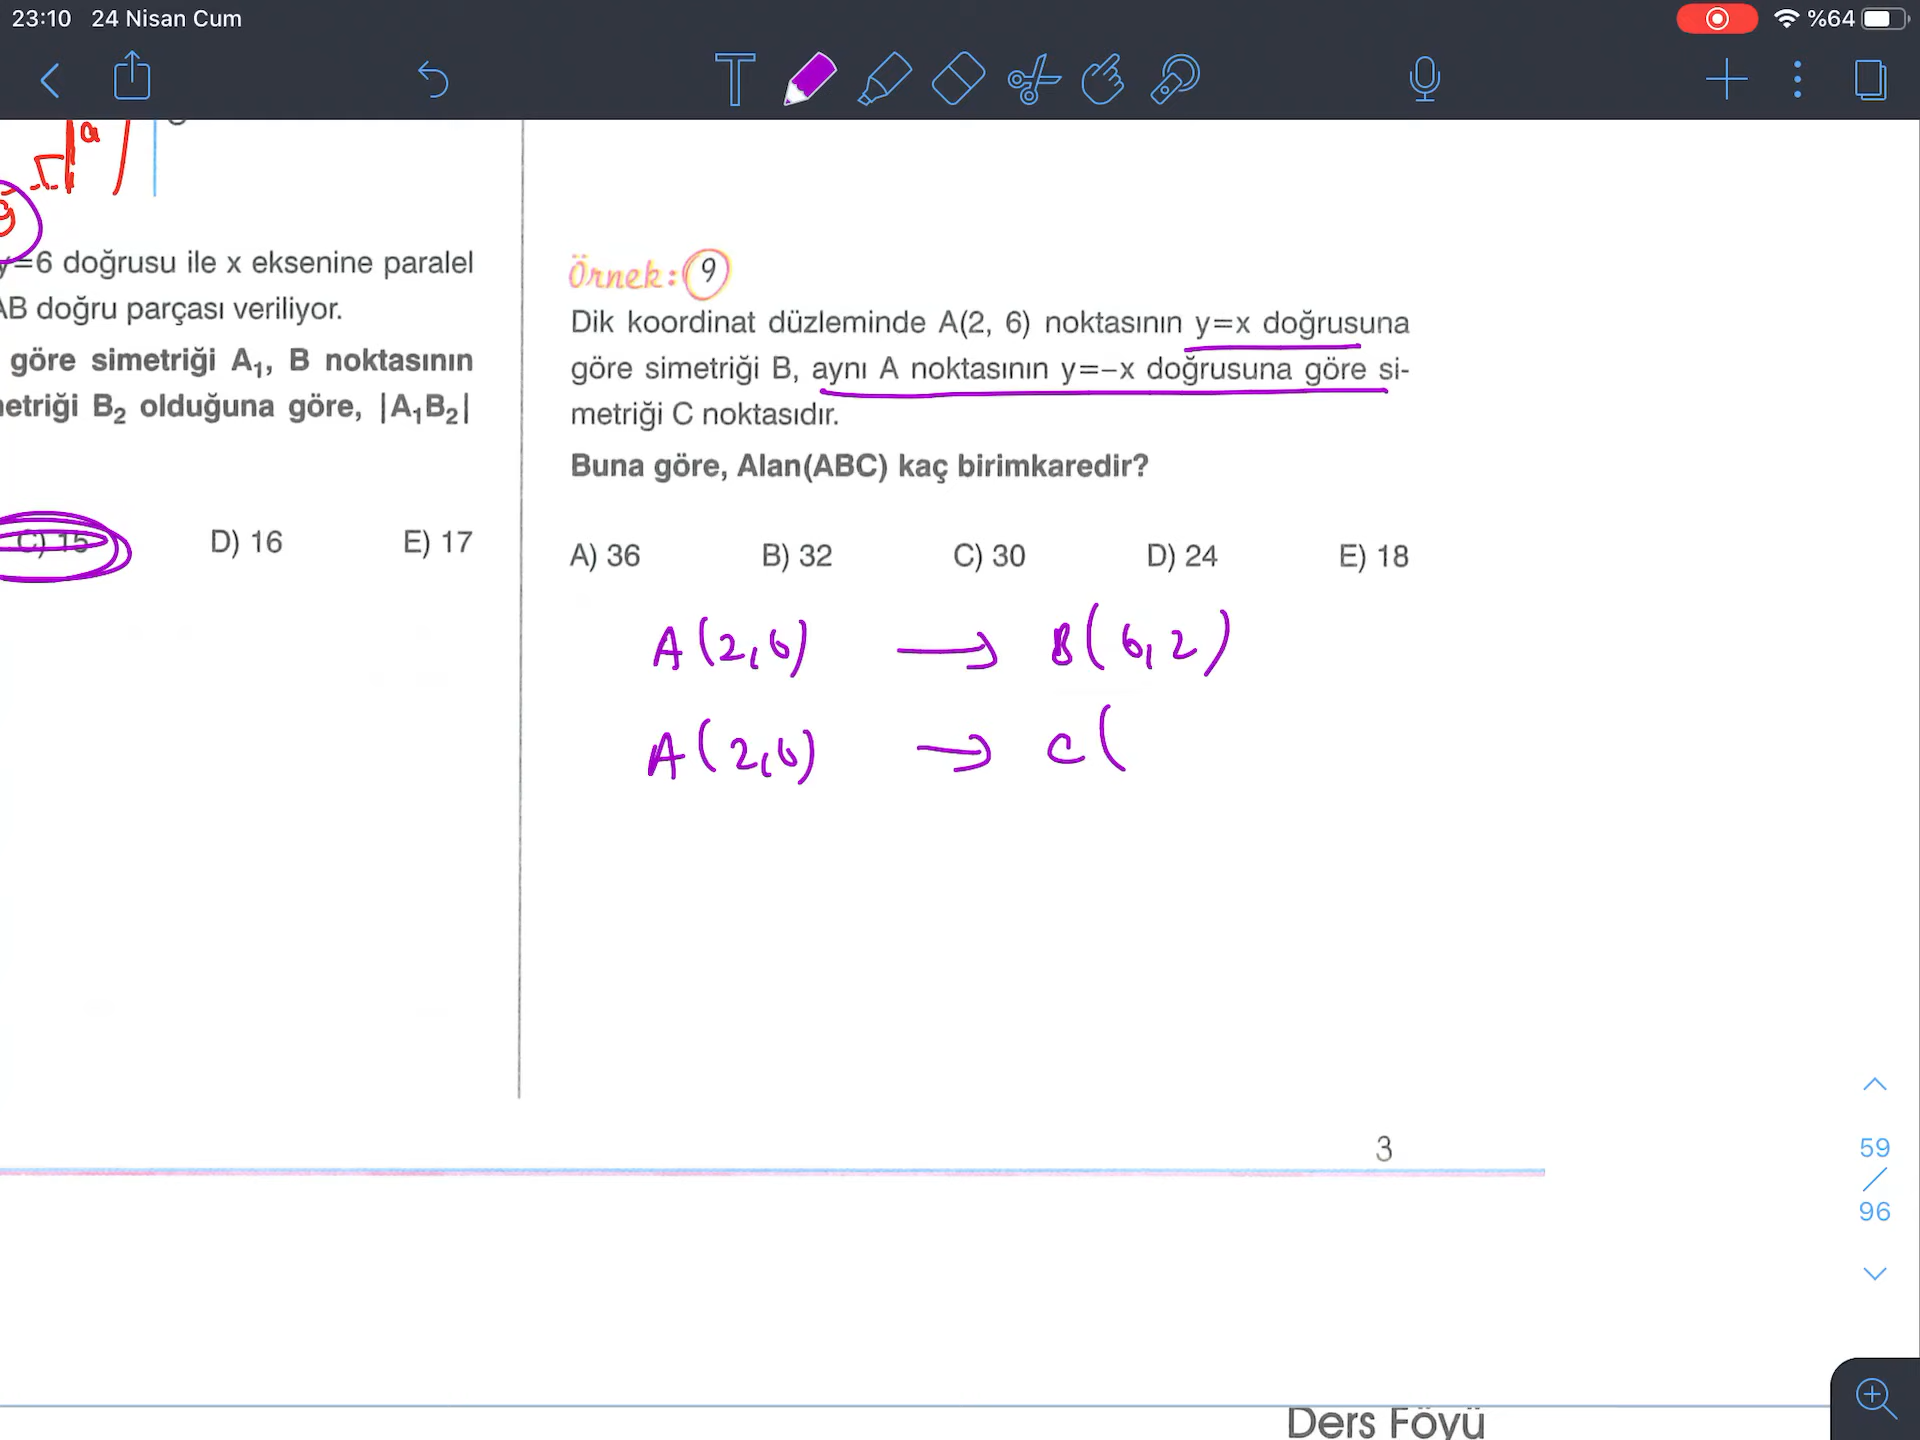 23:10 24 Nisan Cum
%64
a
y=6 doğrusu ile x eksenine paralel
AB doğru parçası veriliyor.
göre simetriği A₁, B noktasının
metriği B₂ olduğuna göre, |A₁B₂|
C) 15 D) 16 E) 17
Örnek: 9
Dik koordinat düzleminde A(2, 6) noktasının y=x doğrusuna
göre simetriği B, aynı A noktasının y=–x doğrusuna göre si-
metriği C noktasıdır.
Buna göre, Alan(ABC) kaç birimkaredir?
A) 36 B) 32 C) 30 D) 24 E) 18
A(2,6) → B(6,2)
A(2,6) → C(
3
59
/
96
Ders Föyü